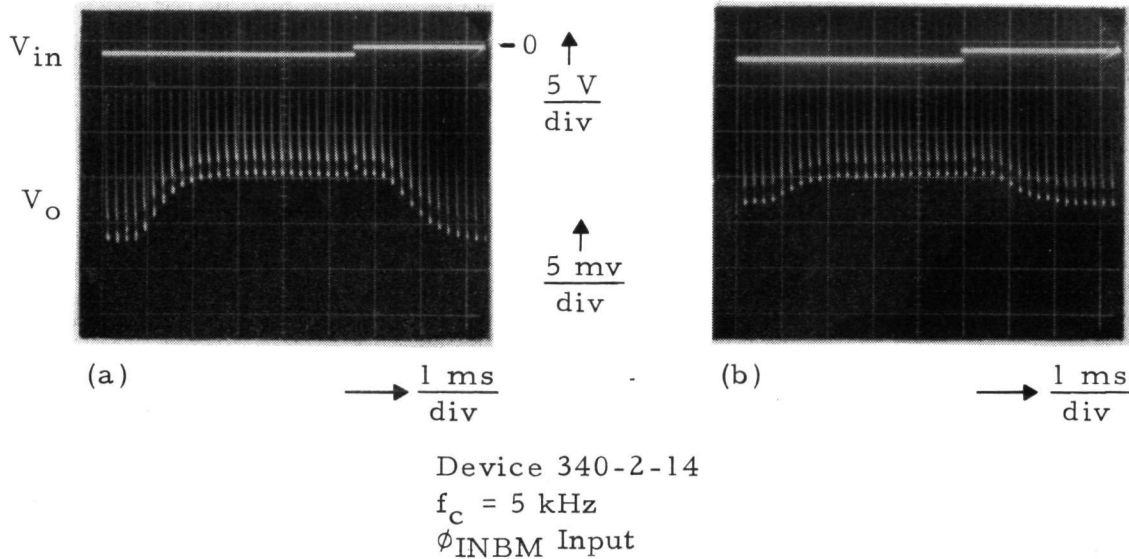 V_in
-0
5 V
div
V_o
5 mv
div
(a)
1 ms
div
(b)
1 ms
div
Device 340-2-14
f_c = 5 kHz
ϕ_INBM Input